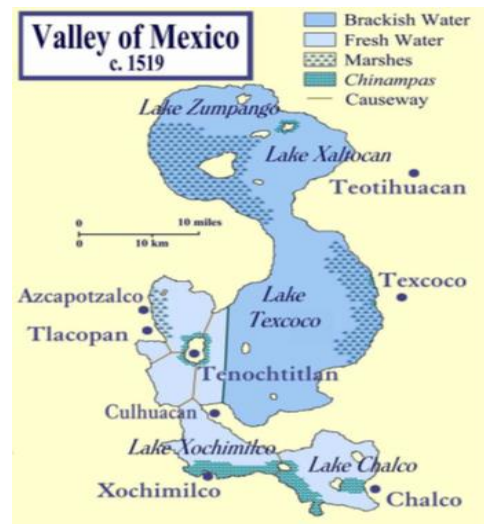 Valley of Mexico
c. 1519
Brackish Water
Fresh Water
Marshes
Chinampas
Causeway
Lake Zumpango
Lake Xaltocan
Teotihuacan
0 10 miles
0 10 km
Azcapotzalco
Tlacopan
Lake
Texcoco
Texcoco
Tenochtitlan
Culhuacan
Lake Xochimilco
Lake Chalco
Xochimilco
Chalco